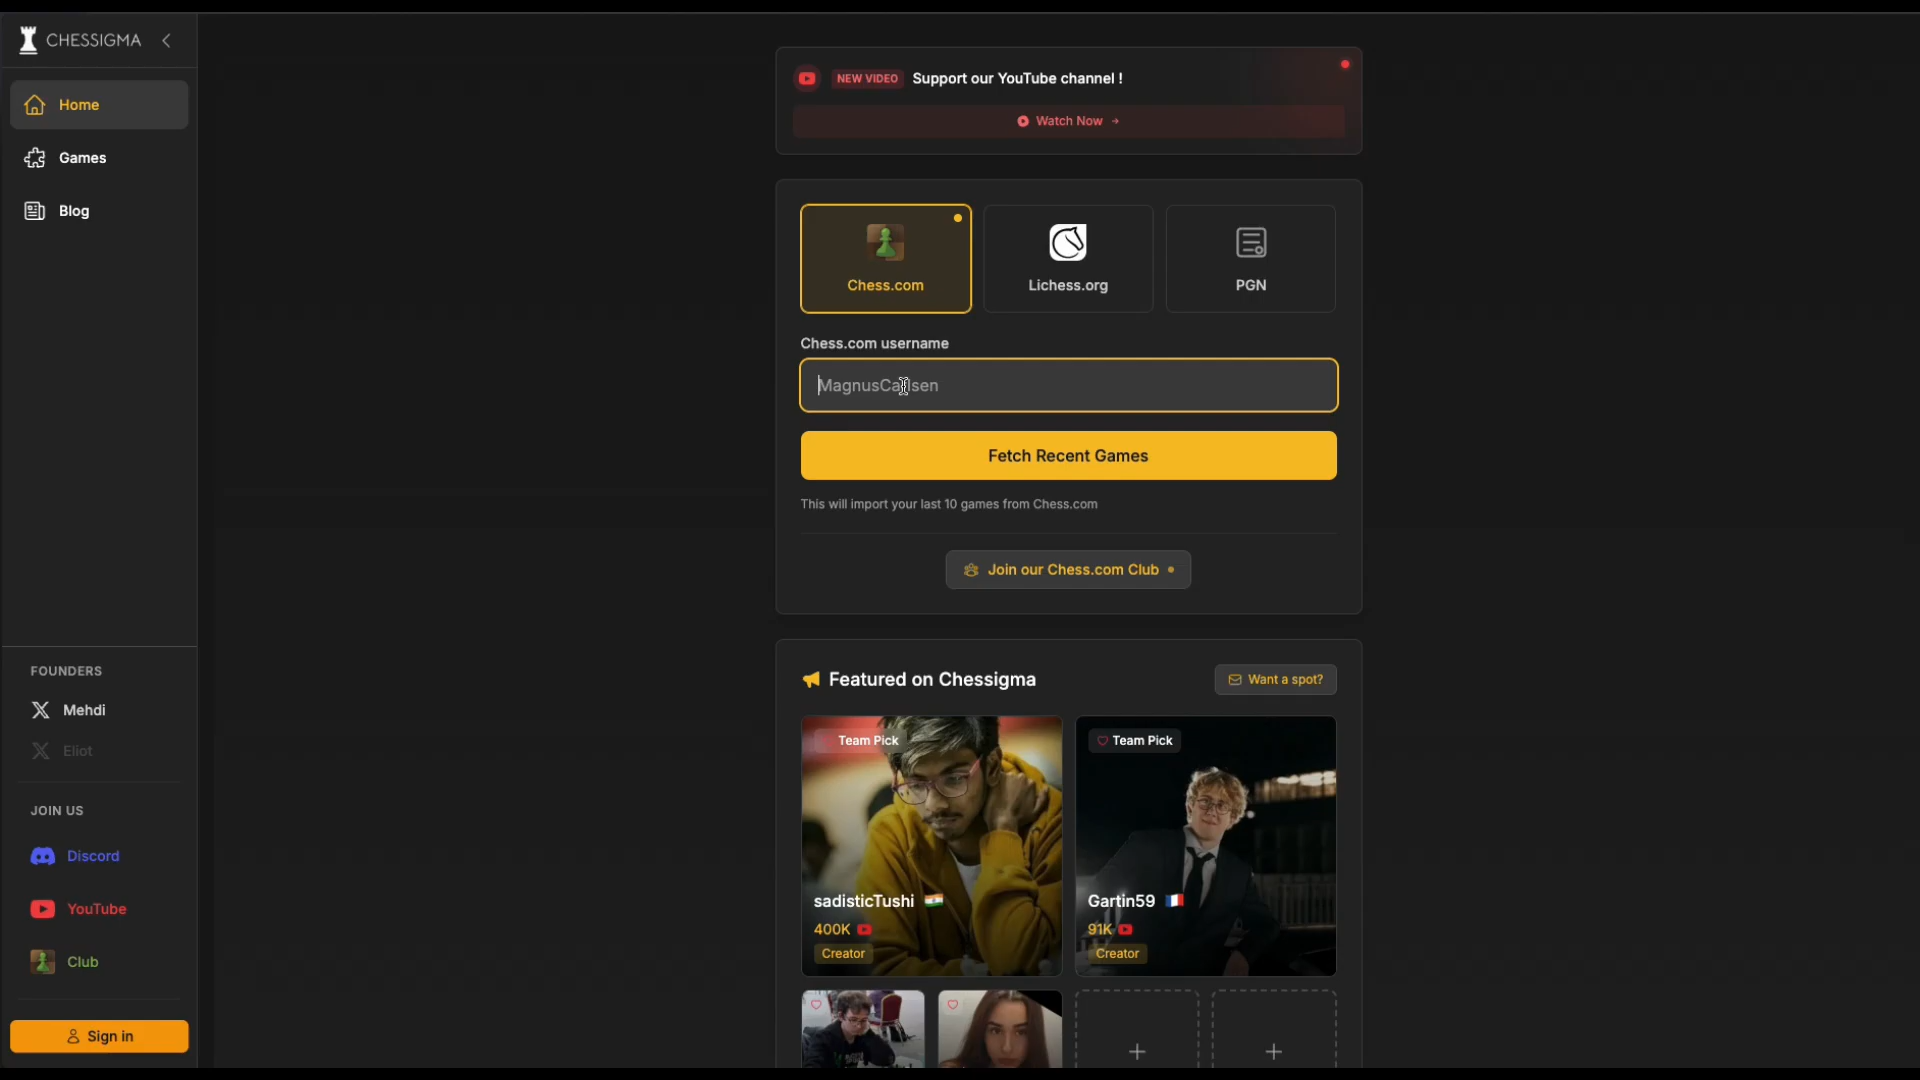 CHESSIGMA
Home
Games
Blog
FOUNDERS
Mehdi
Eliot
JOIN US
Discord
YouTube
Club
Sign in
NEW VIDEO Support our YouTube channel !
Watch Now →
Chess.com
Lichess.org
PGN
Chess.com username
MagnusCarlsen
Fetch Recent Games
This will import your last 10 games from Chess.com
Join our Chess.com Club
Featured on Chessigma
Want a spot?
Team Pick
sadisticTushi
400K
Creator
Team Pick
Gartin59
91K
Creator